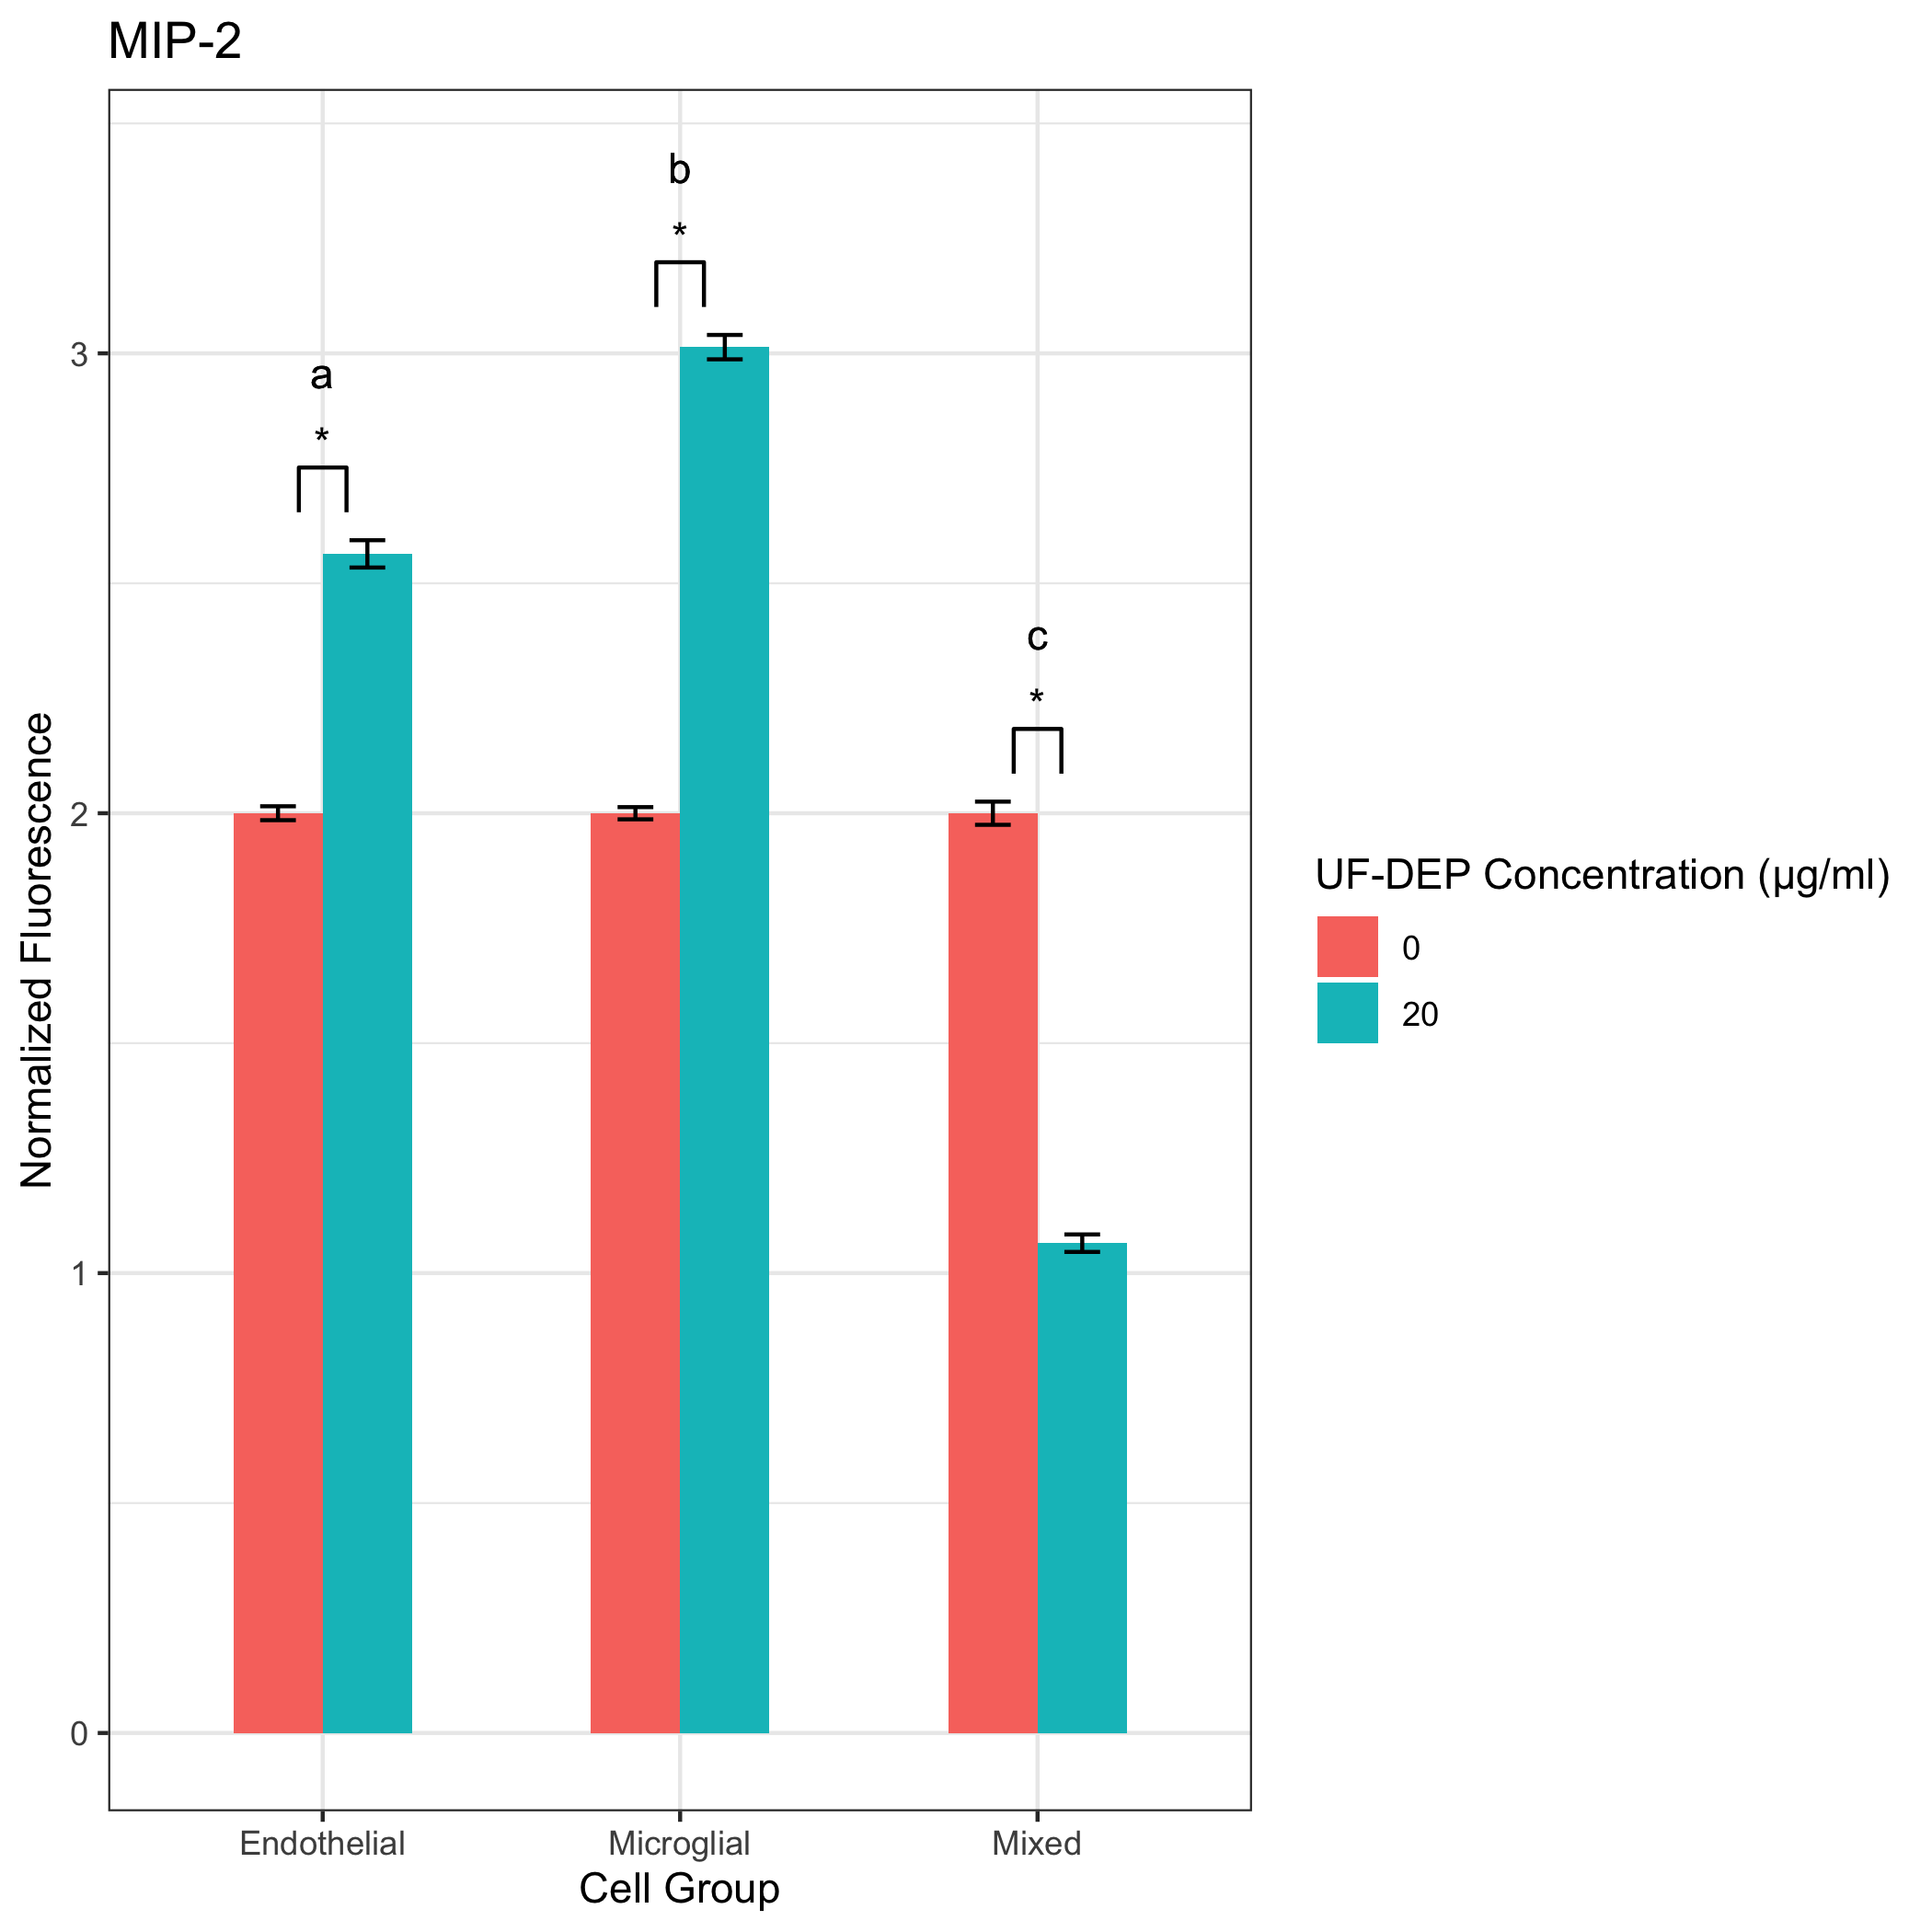 MIP-2
b
*
3
a
*
c
*
2
1
0
Normalized Fluorescence
Endothelial Microglial Mixed
Cell Group
UF-DEP Concentration (µg/ml)
0
20